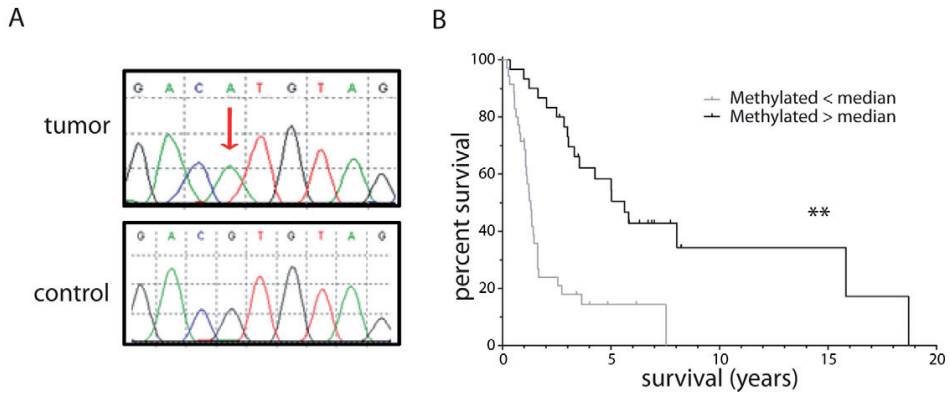 A
G A C A T G T A G
tumor
G A C G T G T A G
control
B
100
80
60
40
20
0
percent survival
Methylated < median
Methylated > median
**
0 5 10 15 20
survival (years)